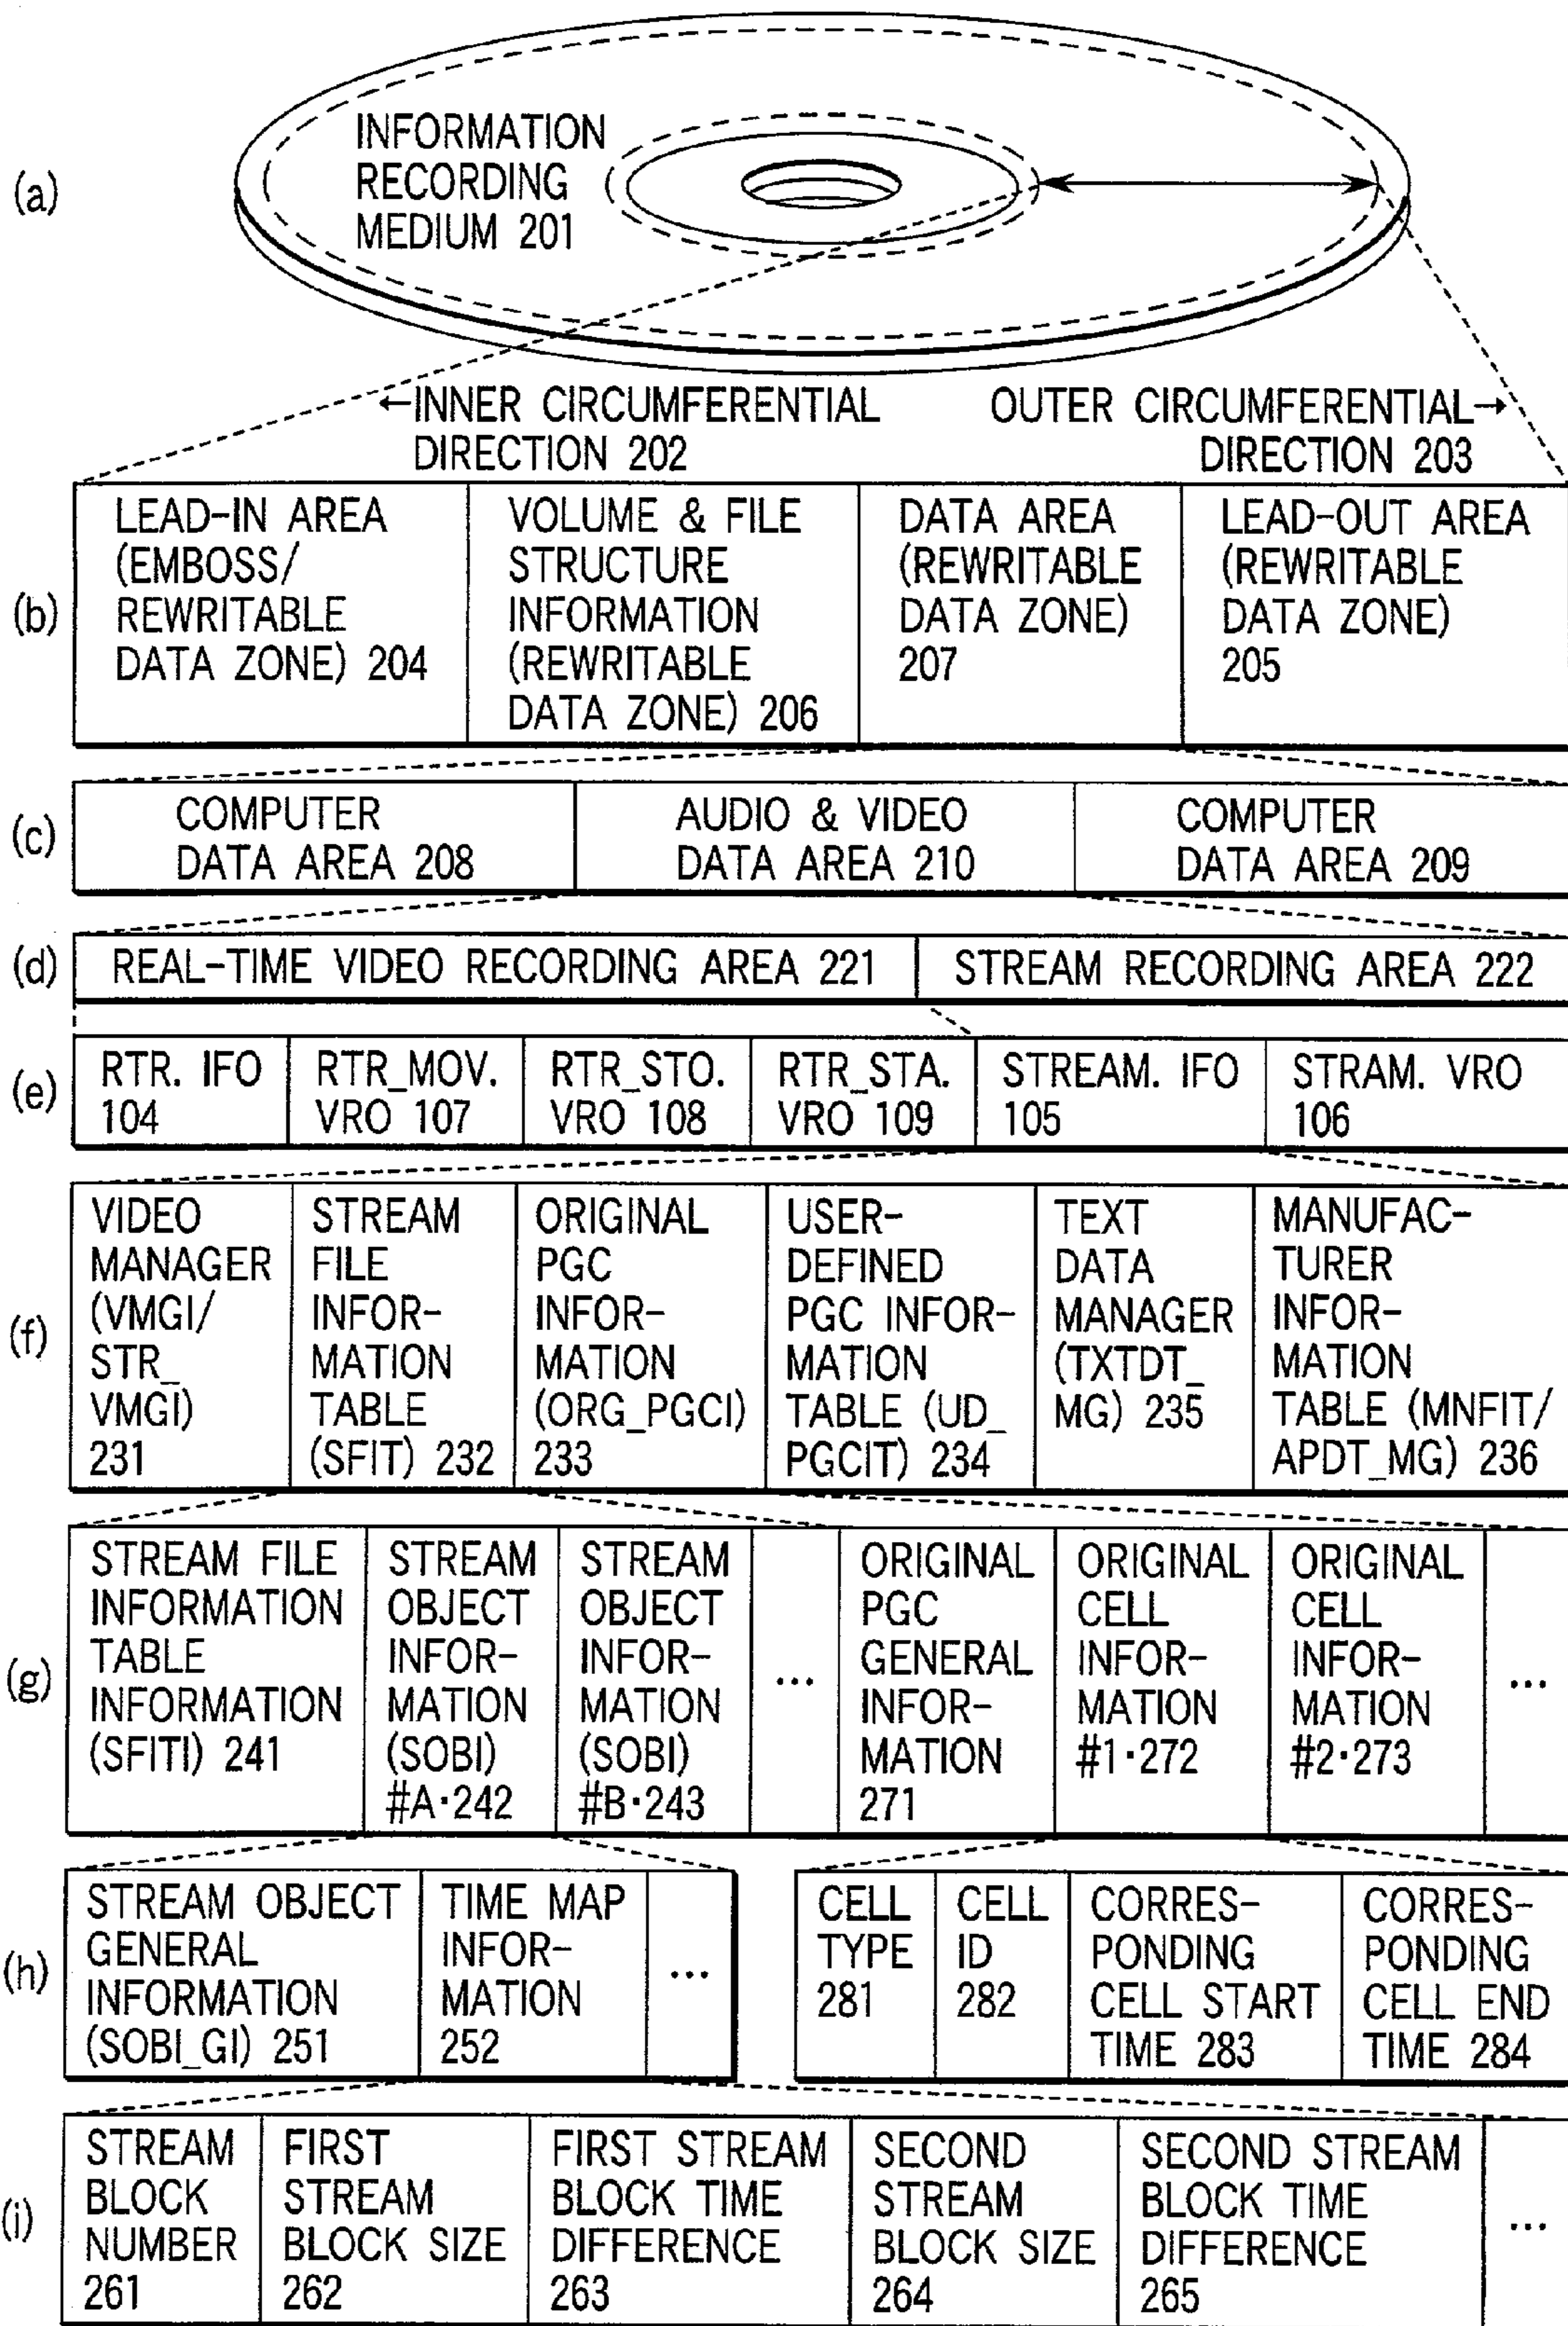 (a)
INFORMATION
RECORDING
MEDIUM 201
←INNER CIRCUMFERENTIAL
DIRECTION 202
OUTER CIRCUMFERENTIAL→
DIRECTION 203
(b)
LEAD-IN AREA
(EMBOSS/
REWRITABLE
DATA ZONE) 204
VOLUME & FILE
STRUCTURE
INFORMATION
(REWRITABLE
DATA ZONE) 206
DATA AREA
(REWRITABLE
DATA ZONE)
207
LEAD-OUT AREA
(REWRITABLE
DATA ZONE)
205
(c)
COMPUTER
DATA AREA 208
AUDIO & VIDEO
DATA AREA 210
COMPUTER
DATA AREA 209
(d)
REAL-TIME VIDEO RECORDING AREA 221
STREAM RECORDING AREA 222
(e)
RTR. IFO
104
RTR_MOV.
VRO 107
RTR_STO.
VRO 108
RTR_STA.
VRO 109
STREAM. IFO
105
STRAM. VRO
106
(f)
VIDEO
MANAGER
(VMGI/
STR_
VMGI)
231
STREAM
FILE
INFOR-
MATION
TABLE
(SFIT) 232
ORIGINAL
PGC
INFOR-
MATION
(ORG_PGCI)
233
USER-
DEFINED
PGC INFOR-
MATION
TABLE (UD_
PGCIT) 234
TEXT
DATA
MANAGER
(TXTDT_
MG) 235
MANUFAC-
TURER
INFOR-
MATION
TABLE (MNFIT/
APDT_MG) 236
(g)
STREAM FILE
INFORMATION
TABLE
INFORMATION
(SFITI) 241
STREAM
OBJECT
INFOR-
MATION
(SOBI)
#A·242
STREAM
OBJECT
INFOR-
MATION
(SOBI)
#B·243
...
ORIGINAL
PGC
GENERAL
INFOR-
MATION
271
ORIGINAL
CELL
INFOR-
MATION
#1·272
ORIGINAL
CELL
INFOR-
MATION
#2·273
...
(h)
STREAM OBJECT
GENERAL
INFORMATION
(SOBI_GI) 251
TIME MAP
INFOR-
MATION
252
...
CELL
TYPE
281
CELL
ID
282
CORRES-
PONDING
CELL START
TIME 283
CORRES-
PONDING
CELL END
TIME 284
(i)
STREAM
BLOCK
NUMBER
261
FIRST
STREAM
BLOCK SIZE
262
FIRST STREAM
BLOCK TIME
DIFFERENCE
263
SECOND
STREAM
BLOCK SIZE
264
SECOND STREAM
BLOCK TIME
DIFFERENCE
265
...